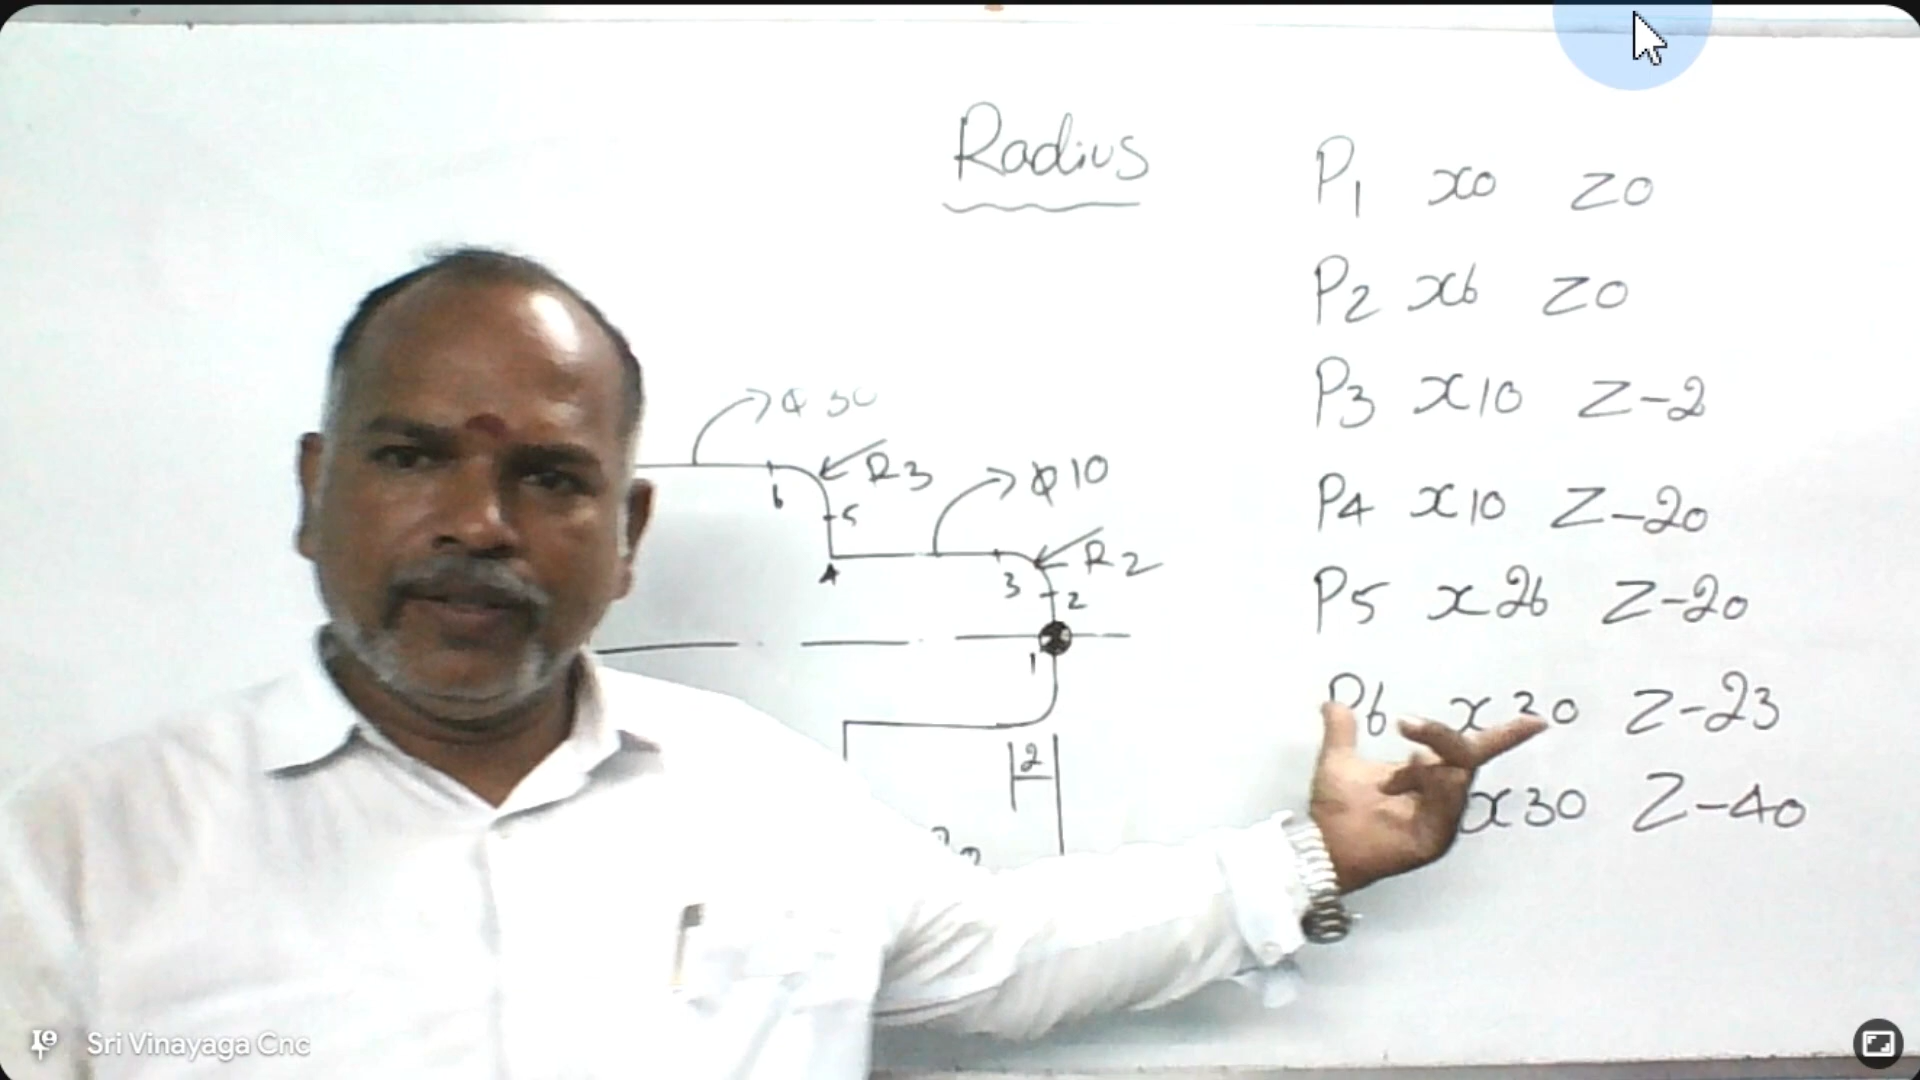 Radius
P1 x0 z0
P2 x6 z0
P3 x10 z-2
P4 x10 z-20
P5 x26 z-20
P6 x30 z-23
x30 z-40
R3
6
5
Φ10
R2
4
3
2
1
2
Sri Vinayaga Cnc